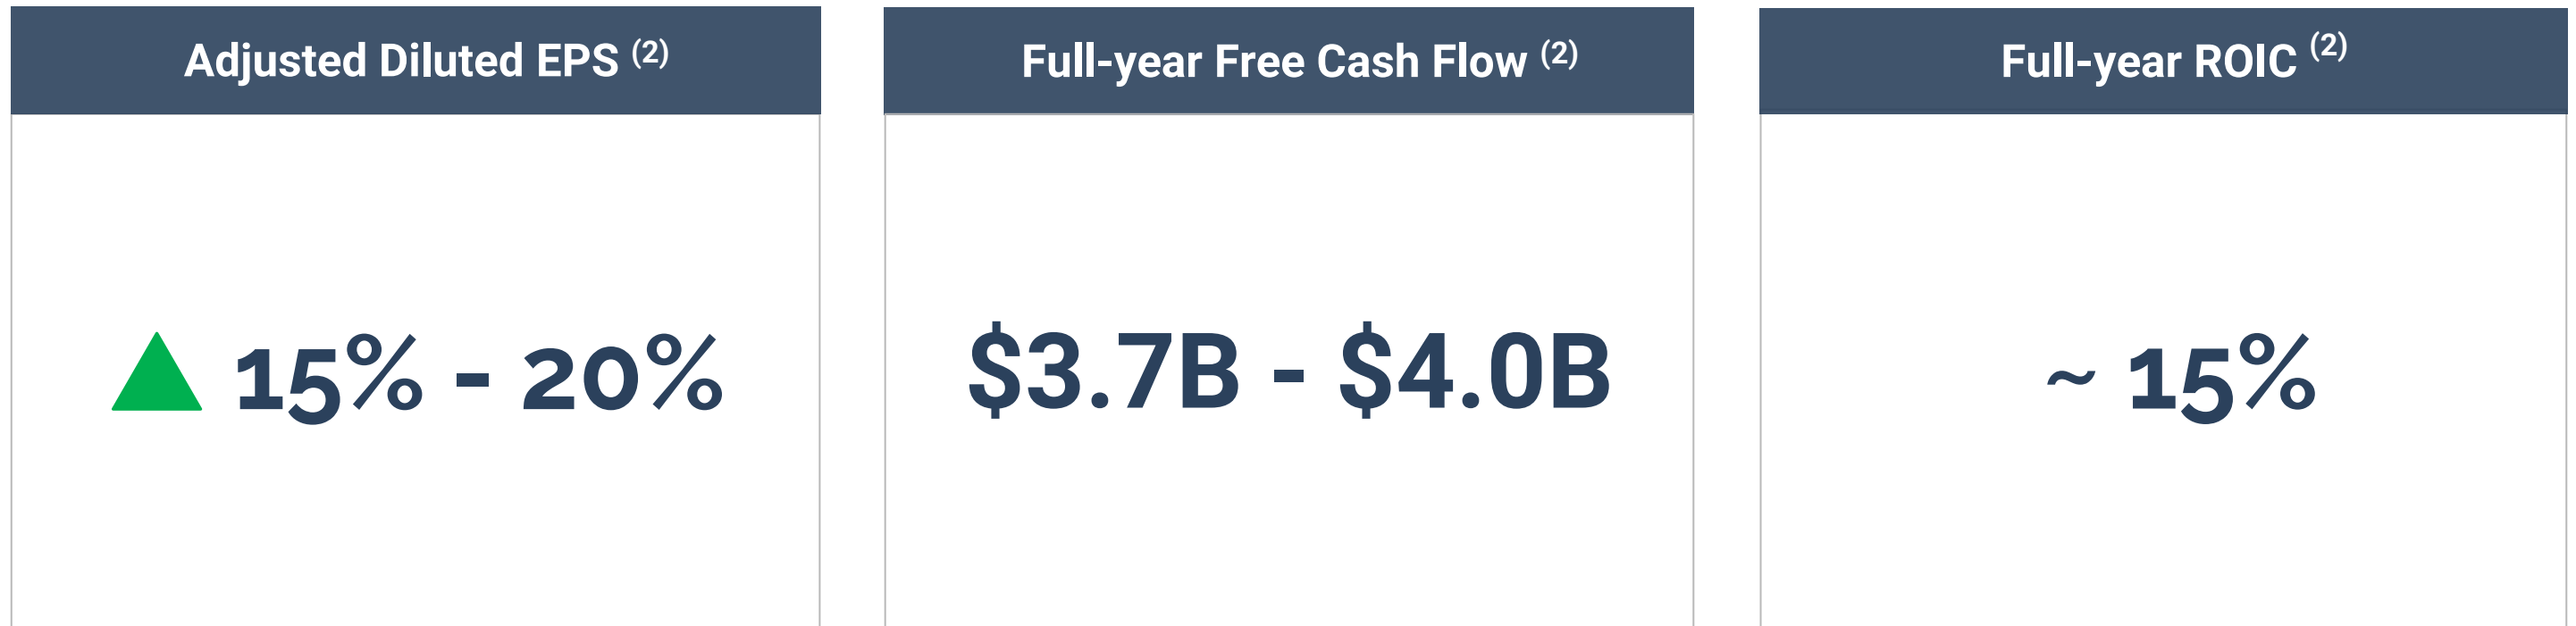 Adjusted Diluted EPS (2)
▲ 15% - 20%
Full-year Free Cash Flow (2)
$3.7B - $4.0B
Full-year ROIC (2)
~ 15%